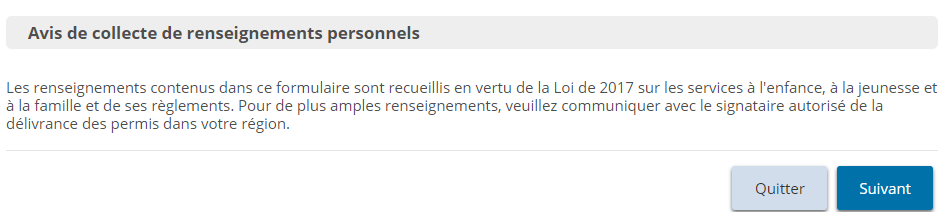 Avis de collecte de renseignements personnels
Les renseignements contenus dans ce formulaire sont recueillis en vertu de la Loi de 2017 sur les services à l'enfance, à la jeunesse et
à la famille et de ses règlements. Pour de plus amples renseignements, veuillez communiquer avec le signataire autorisé de la
délivrance des permis dans votre région.
Quitter Suivant